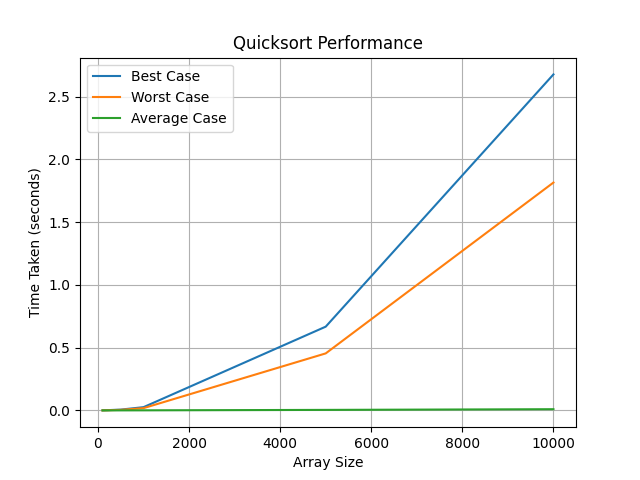 Quicksort Performance
Best Case
Worst Case
Average Case
2.5
2.0
1.5
1.0
0.5
0.0
Time Taken (seconds)
0 2000 4000 6000 8000 10000
Array Size